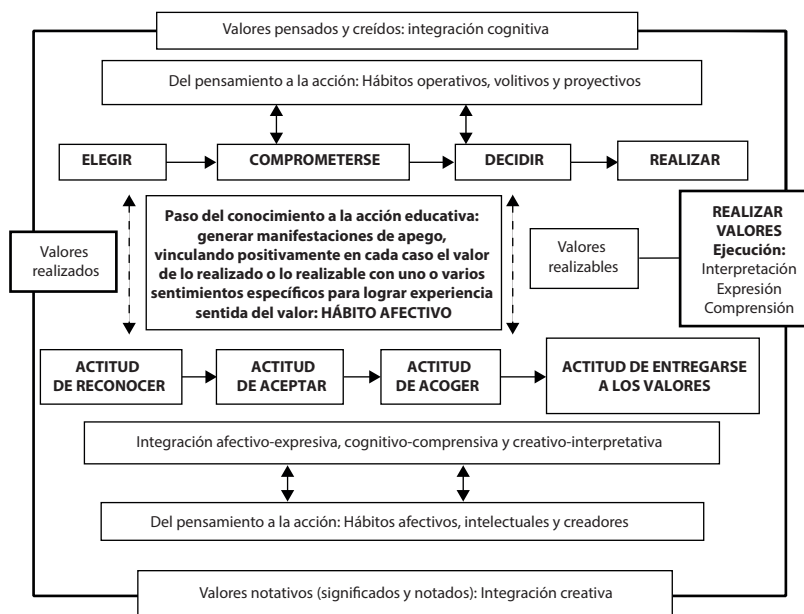 Valores pensados y creídos: integración cognitiva
Del pensamiento a la acción: Hábitos operativos, volitivos y proyectivos
ELEGIR
COMPROMETERSE
DECIDIR
REALIZAR
Valores
realizados
Paso del conocimiento a la acción educativa:
generar manifestaciones de apego,
vinculando positivamente en cada caso el valor
de lo realizado o lo realizable con uno o varios
sentimientos específicos para lograr experiencia
sentida del valor: HÁBITO AFECTIVO
Valores
realizables
REALIZAR
VALORES
Ejecución:
Interpretación
Expresión
Comprensión
ACTITUD
DE RECONOCER
ACTITUD
DE ACEPTAR
ACTITUD
DE ACOGER
ACTITUD DE ENTREGARSE
A LOS VALORES
Integración afectivo-expresiva, cognitivo-comprensiva y creativo-interpretativa
Del pensamiento a la acción: Hábitos afectivos, intelectuales y creadores
Valores notativos (significados y notados): Integración creativa